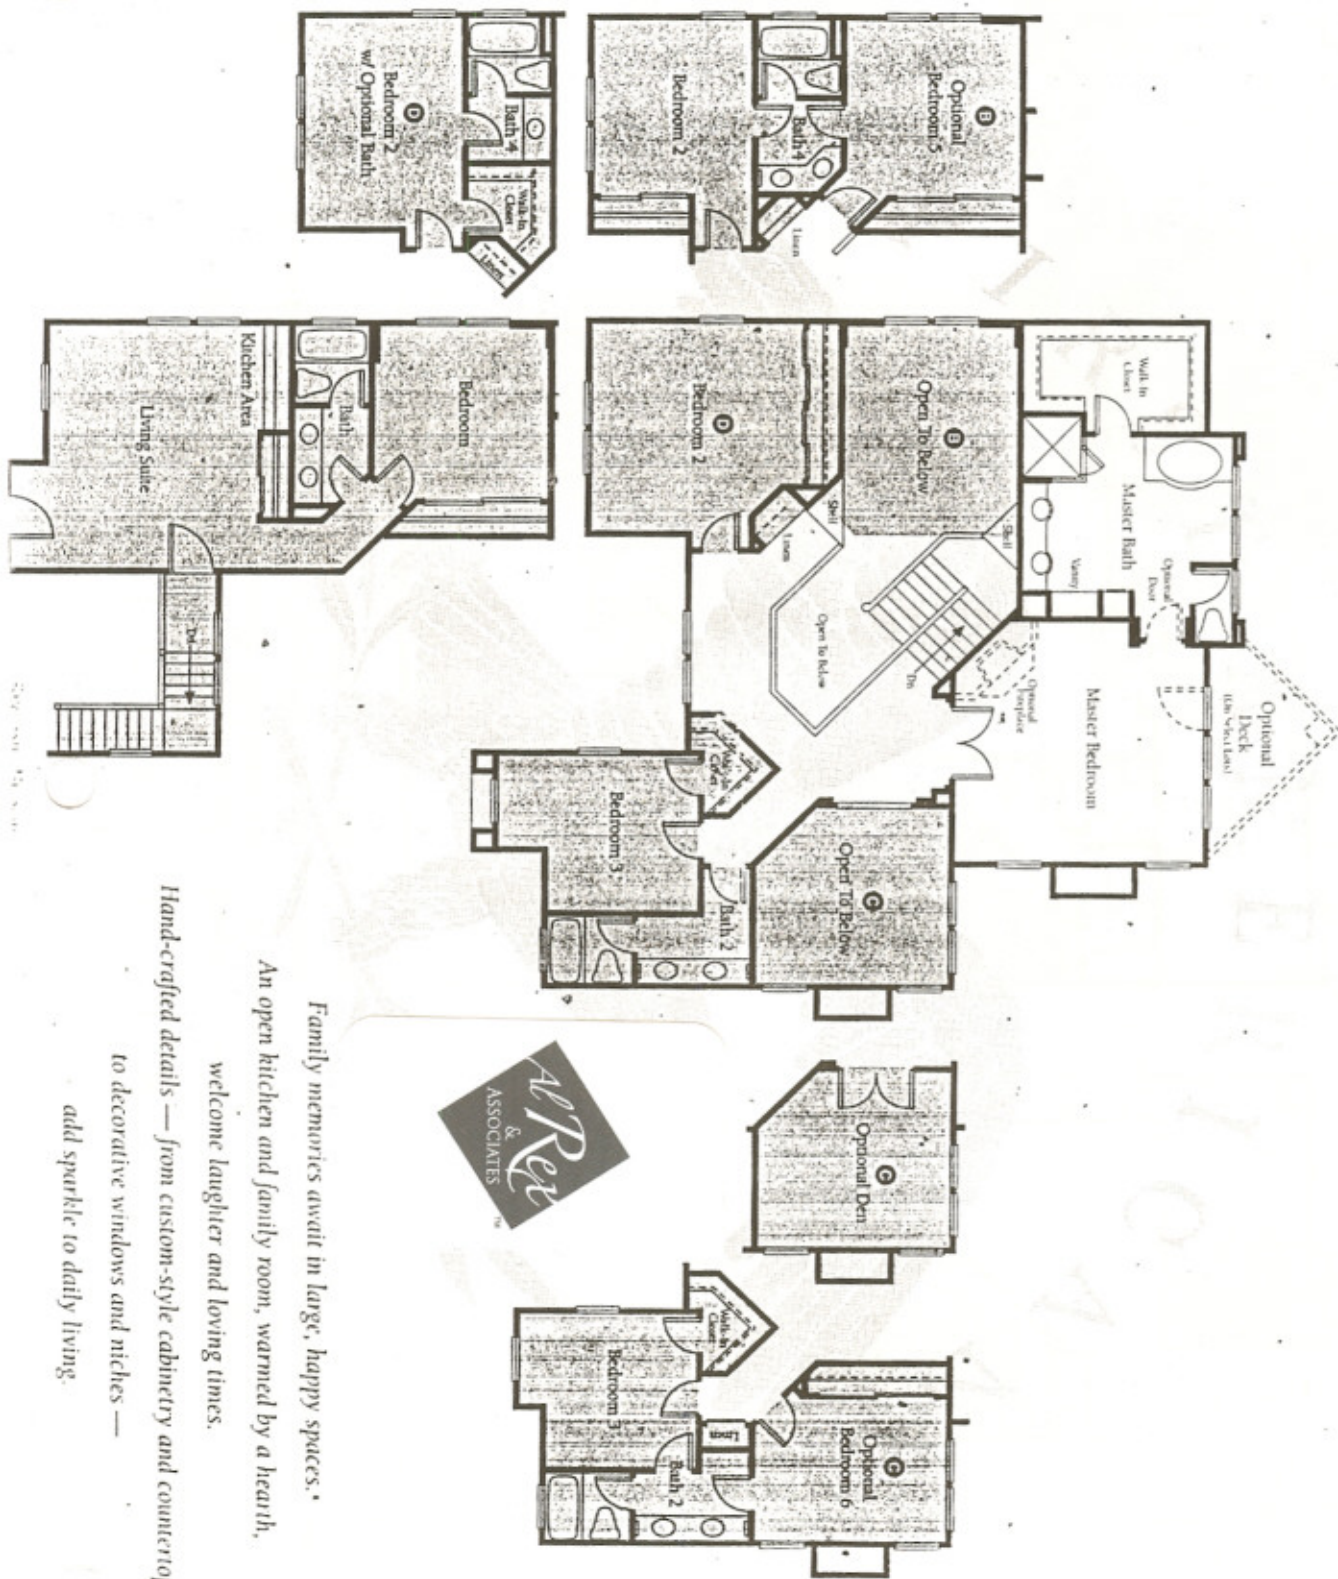 Optional
Deck
Walk In
Closet
Master Bath
Optional
Door
Vanity
Master Bedroom
Optional
Fireplace
Shelf
B
Optional
Bedroom 5
B
Open To Below
Dn
C
Open To Below
C
Optional Den
C
Optional
Bedroom 6
Bath 4
Linen
Shelf
Open To Below
Linen
Bedroom 2
D
Bedroom 2
Walk-In
Closet
Walk-In
Closet
Bath 2
Linen
Bath 2
Bedroom 3
Bedroom 3
Bath 4
Walk-In
Closet
Linen
D
Bedroom 2
w/ Optional Bath
Bedroom
Bath
Kitchen Area
Living Suite
Dn
Al Rex
&
ASSOCIATES
TM
Family memories await in large, happy spaces.*
An open kitchen and family room, warmed by a hearth,
welcome laughter and loving times.
Hand-crafted details — from custom-style cabinetry and counterto
to decorative windows and niches —
add sparkle to daily living.